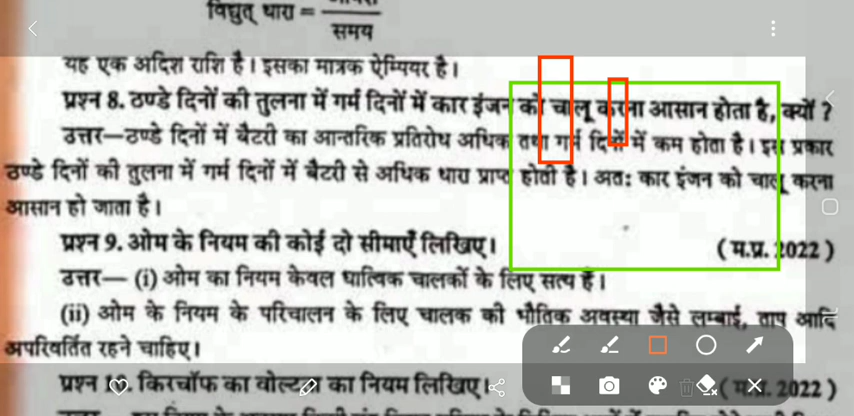 विद्युत् धारा =
समय
यह एक अदिश राशि है। इसका मात्रक ऐम्पियर है।
प्रश्न 8. ठण्डे दिनों की तुलना में गर्म दिनों में कार इंजन को चालू करना आसान होता है, क्यों ?
उत्तर—ठण्डे दिनों में बैटरी का आन्तरिक प्रतिरोध अधिक तथा गर्म दिनों में कम होता है। इस प्रकार
ठण्डे दिनों की तुलना में गर्म दिनों में बैटरी से अधिक धारा प्राप्त होती है। अतः कार इंजन को चालू करना
आसान हो जाता है।
प्रश्न 9. ओम के नियम की कोई दो सीमाएँ लिखिए। ( म.प्र. 2022 )
उत्तर— (i) ओम का नियम केवल धात्विक चालकों के लिए सत्य है।
(ii) ओम के नियम के परिचालन के लिए चालक की भौतिक अवस्था जैसे लम्बाई, ताप आदि
अपरिवर्तित रहने चाहिए।
प्रश्न 10. किरचॉफ का वोल्टता का नियम लिखिए। ( म.प्र. 2022 )